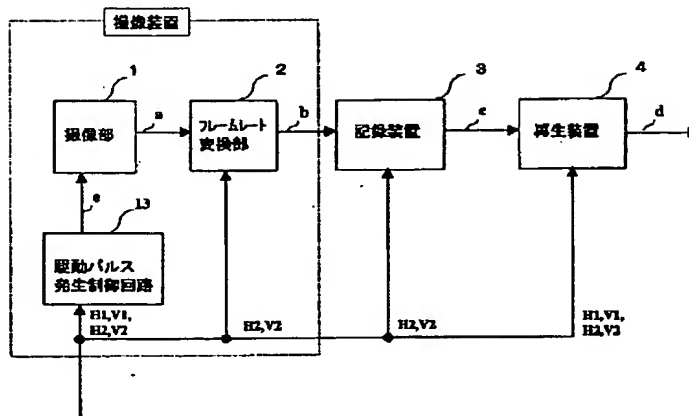 撮像装置
1
2
3
4
撮像部
a
フレームレート
変換部
b
記録装置
c
再生装置
d
e
13
駆動パルス
発生制御回路
H1,V1,
H2,V2
H2,V2
H2,V2
H1,V1,
H2,V2